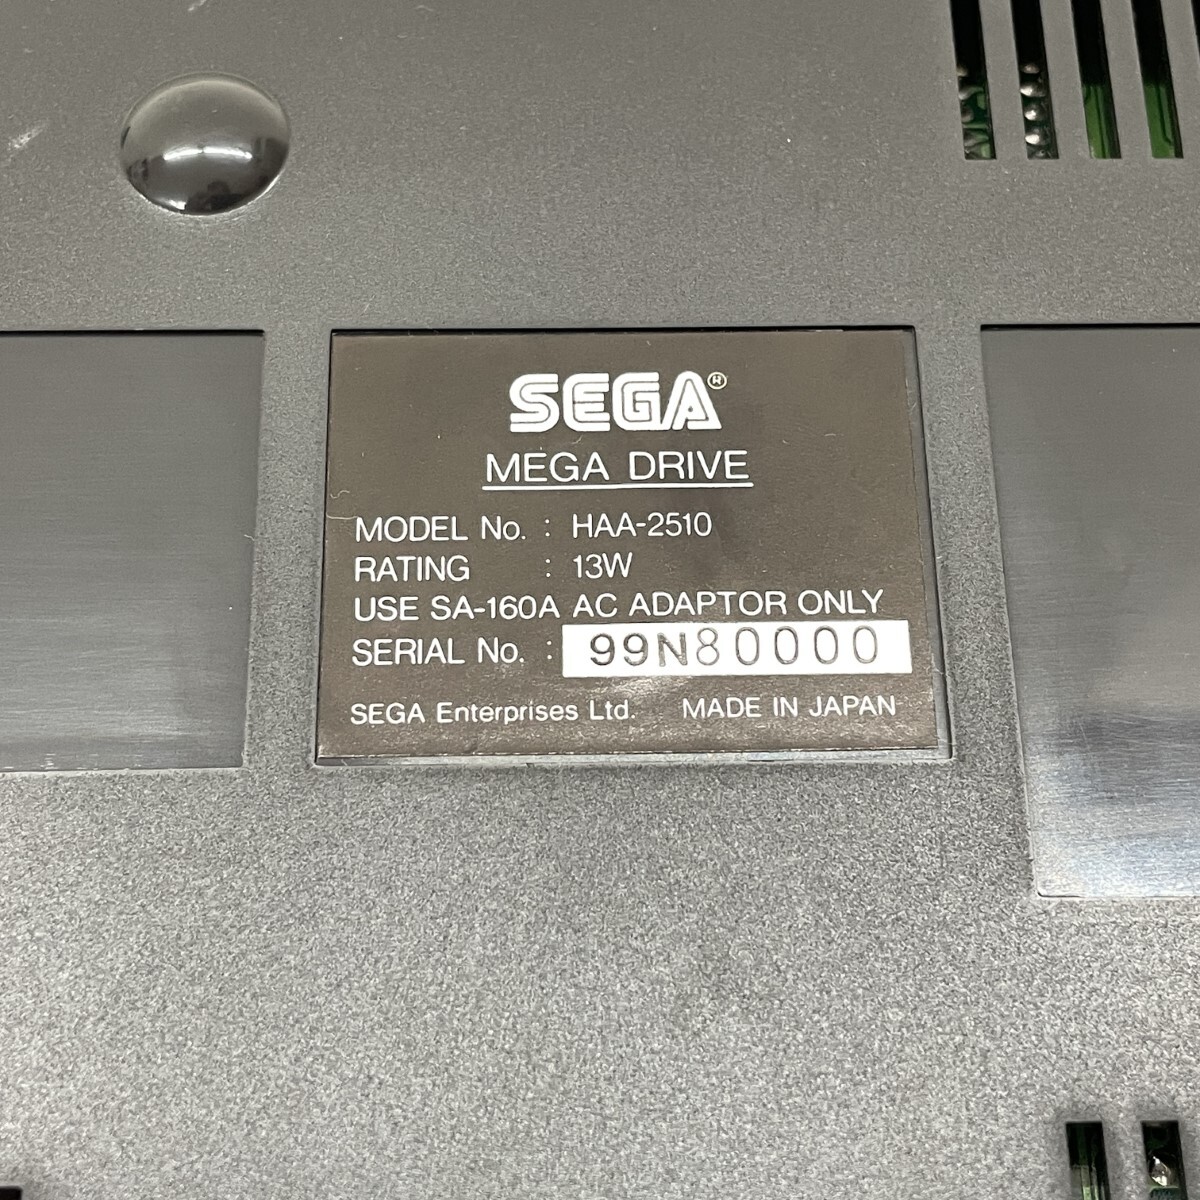 SEGA®
MEGA DRIVE
MODEL No. : HAA-2510
RATING : 13W
USE SA-160A AC ADAPTOR ONLY
SERIAL No. : 99N80000
SEGA Enterprises Ltd. MADE IN JAPAN